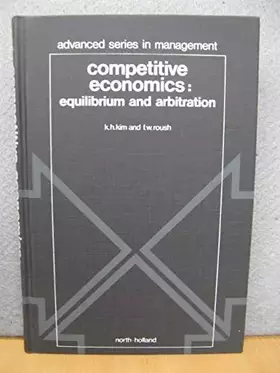 advanced series in management
competitive
economics:
equilibrium and arbitration
k.h.kim and f.w.roush
north-holland